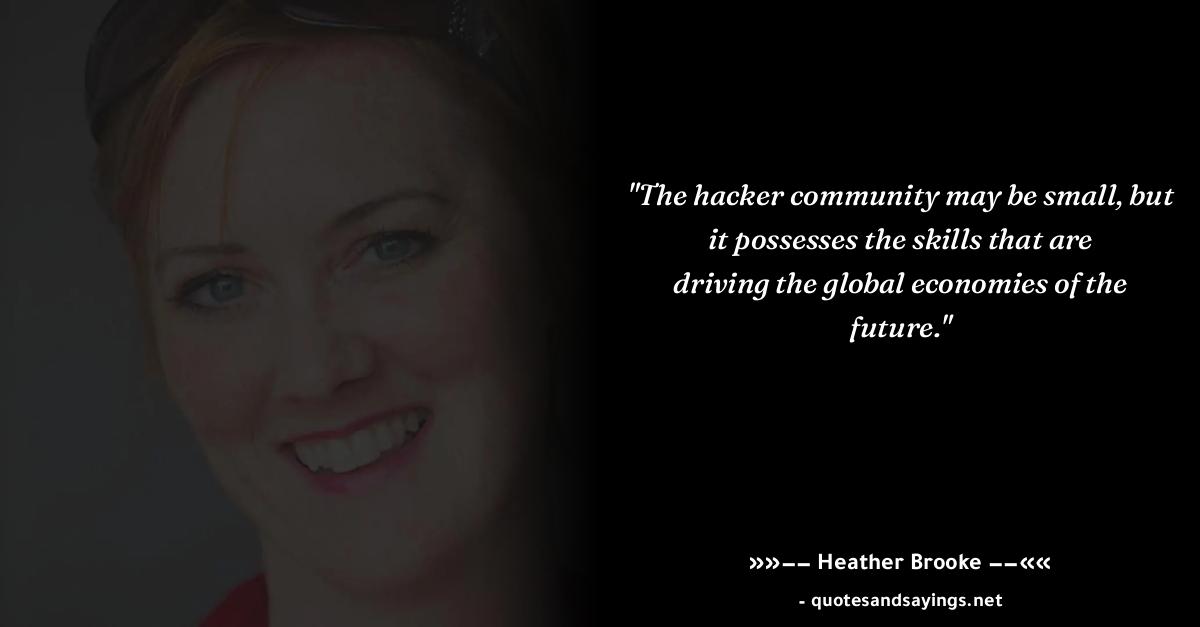 "The hacker community may be small, but
it possesses the skills that are
driving the global economies of the
future."
»»−− Heather Brooke −−««
- quotesandsayings.net